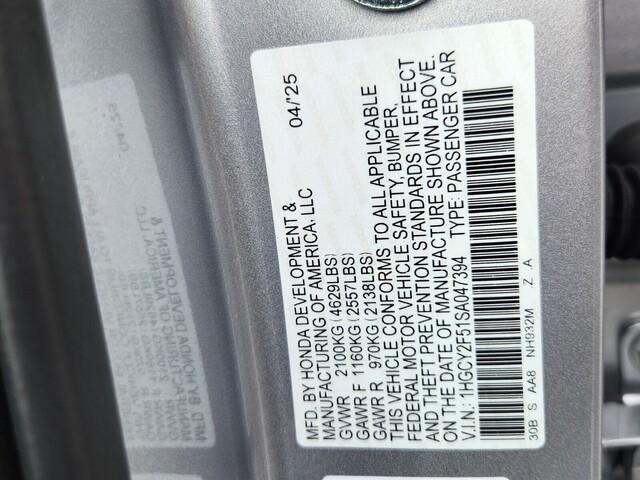 MFD. BY HONDA DEVELOPMENT & 04/'25
MANUFACTURING OF AMERICA, LLC
GVWR 2100KG (4629LBS)
GAWR F 1160KG (2557LBS)
GAWR R 970KG (2138LBS)
THIS VEHICLE CONFORMS TO ALL APPLICABLE
FEDERAL MOTOR VEHICLE SAFETY, BUMPER,
AND THEFT PREVENTION STANDARDS IN EFFECT
ON THE DATE OF MANUFACTURE SHOWN ABOVE.
V.I.N: 1HGCY2F51SA047394 TYPE: PASSENGER CAR
30B S AA8 NH932M Z A